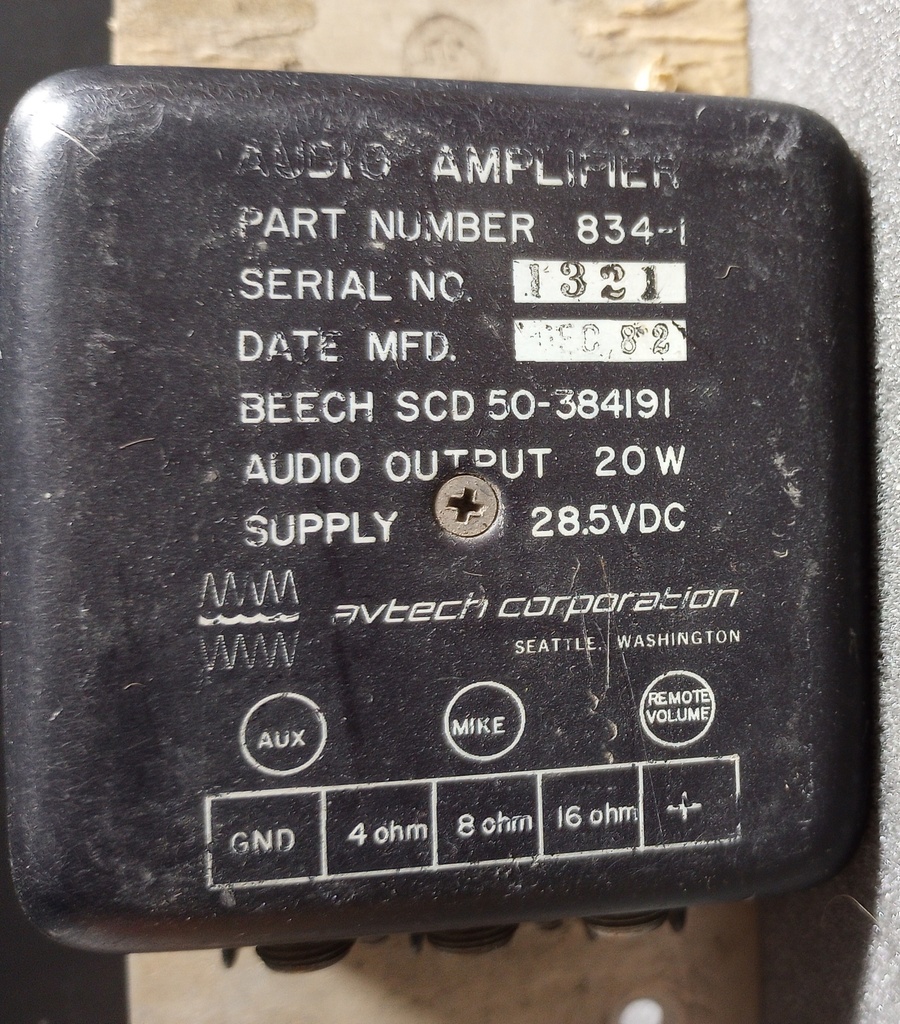 AUDIO AMPLIFIER
PART NUMBER 834-1
SERIAL NO. 1321
DATE MFD. 82
BEECH SCD 50-384191
AUDIO OUTPUT 20W
SUPPLY 28.5VDC
avtech corporation
SEATTLE, WASHINGTON
AUX MIKE REMOTE VOLUME
GND 4 ohm 8 ohm 16 ohm +